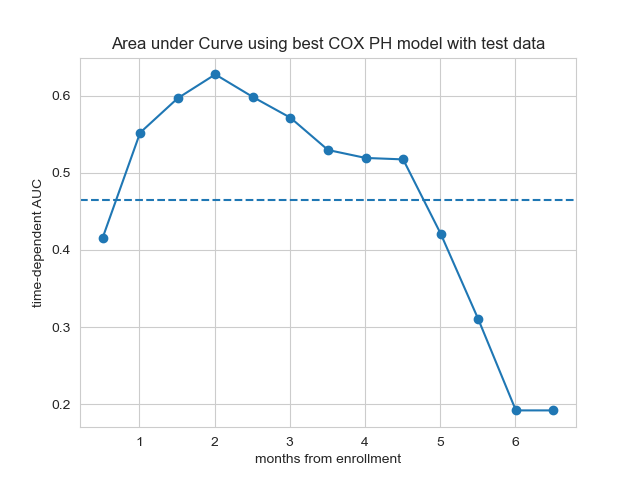 Area under Curve using best COX PH model with test data
time-dependent AUC
0.6
0.5
0.4
0.3
0.2
1 2 3 4 5 6
months from enrollment